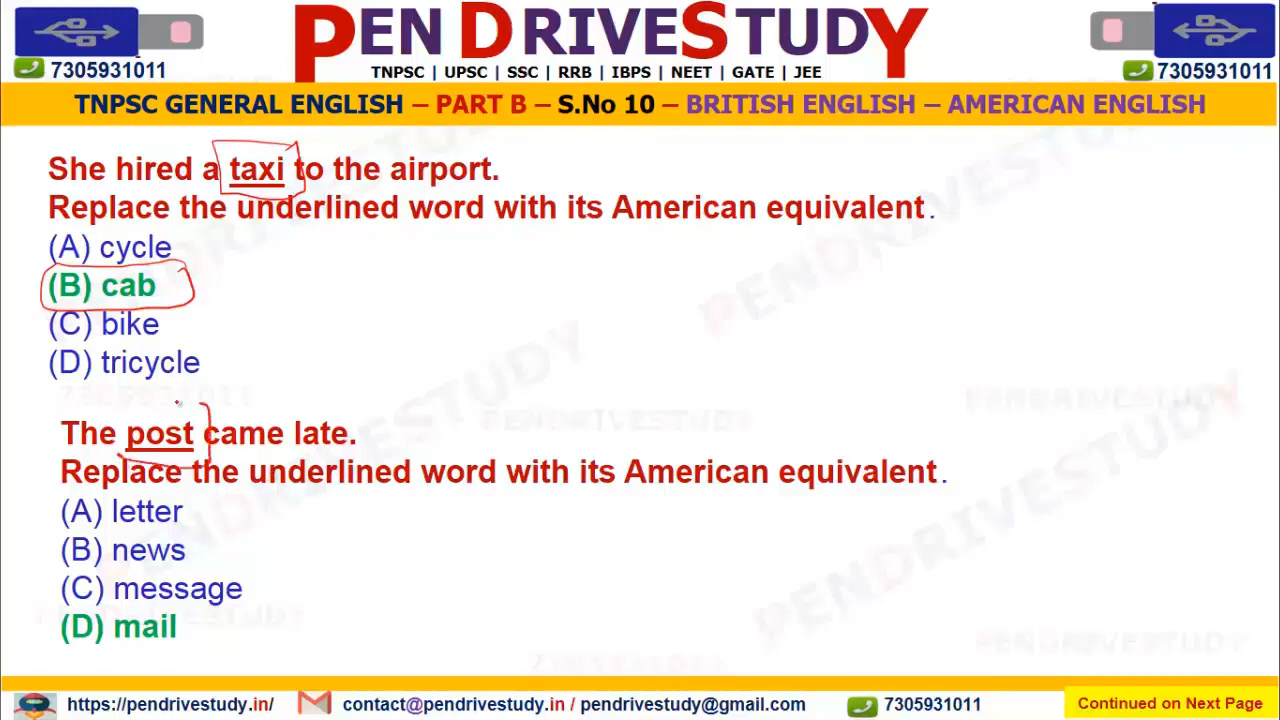 PEN DRIVESTUDY
7305931011
TNPSC | UPSC | SSC | RRB | IBPS | NEET | GATE | JEE
7305931011
TNPSC GENERAL ENGLISH – PART B – S.No 10 – BRITISH ENGLISH – AMERICAN ENGLISH
She hired a taxi to the airport.
Replace the underlined word with its American equivalent.
(A) cycle
(B) cab
(C) bike
(D) tricycle
The post came late.
Replace the underlined word with its American equivalent.
(A) letter
(B) news
(C) message
(D) mail
PENDRIVESTUDY
7305931011
https://pendrivestudy.in/
contact@pendrivestudy.in / pendrivestudy@gmail.com
7305931011
Continued on Next Page